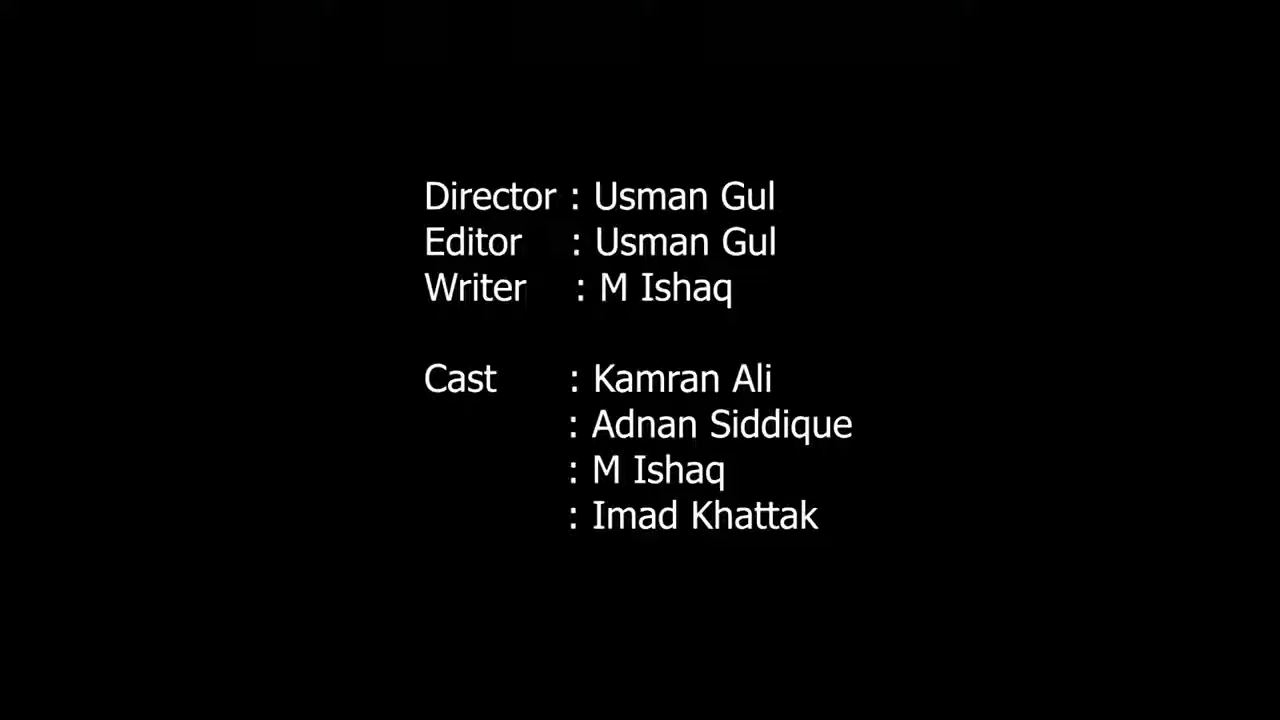 Director : Usman Gul
Editor : Usman Gul
Writer : M Ishaq
Cast : Kamran Ali
: Adnan Siddique
: M Ishaq
: Imad Khattak